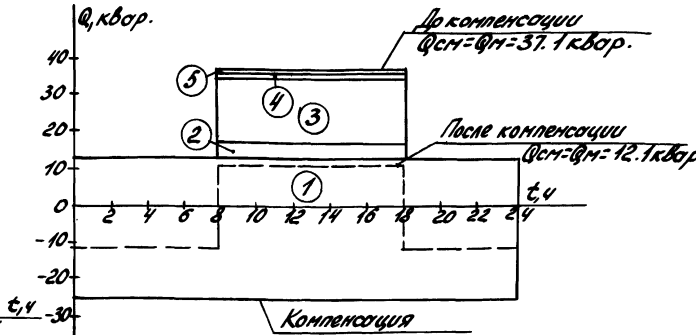 Q, квар.
До компенсации
Qсм=Qм=37.1 квар.
40
30
20
10
0
-10
-20
-30
5
4
3
2
1
После компенсации
Qсм=Qм=12.1 квар
t,ч
2 4 6 8 10 12 14 16 18 20 22 24
t,ч
Компенсация